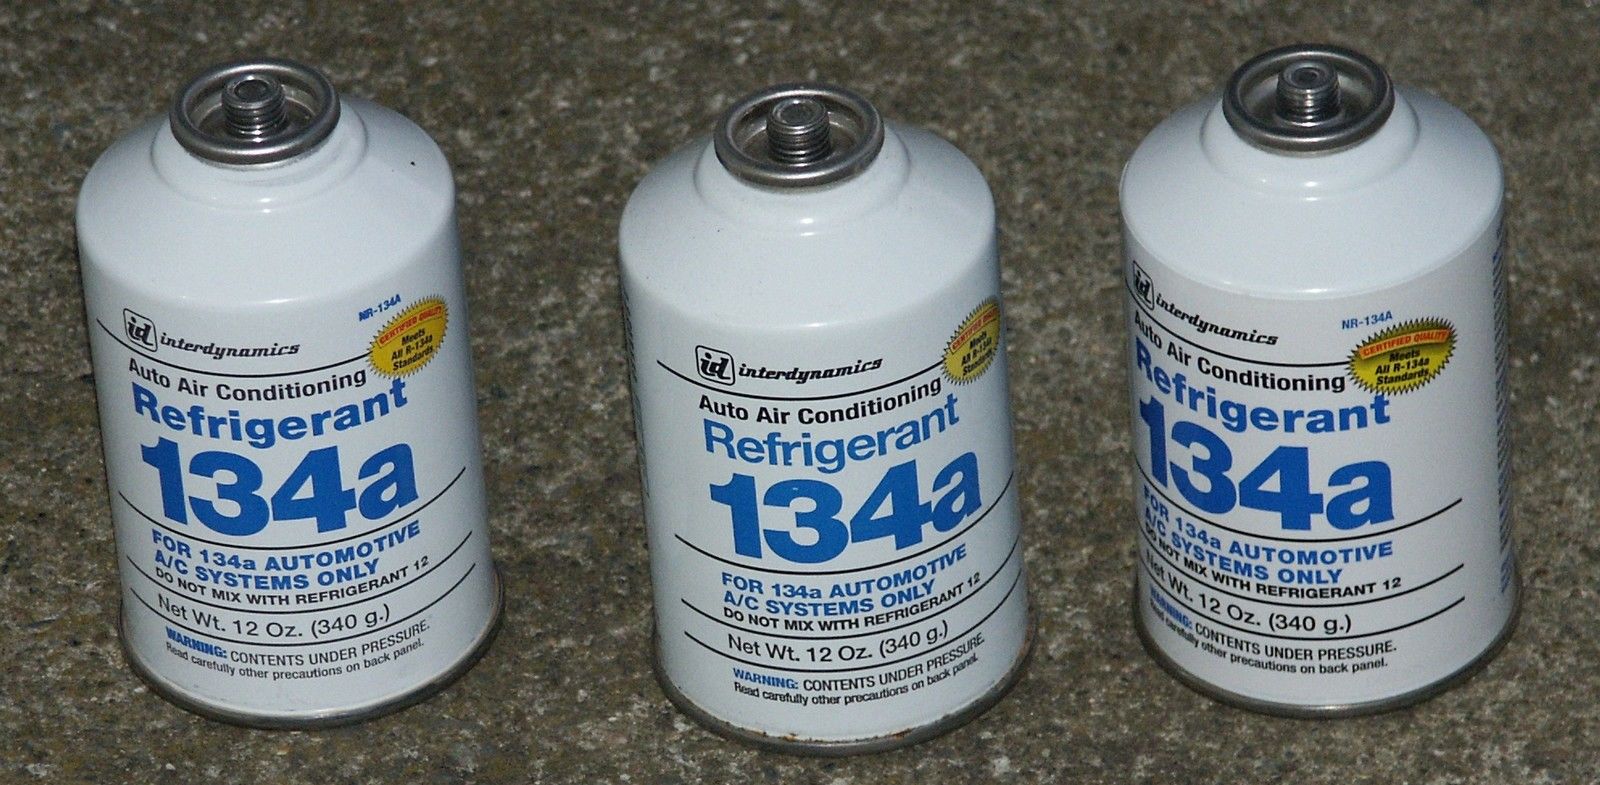 id interdynamics
NR-134A
CERTIFIED QUALITY
Meets
All R-134a
Standards
Auto Air Conditioning
Refrigerant
134a
FOR 134a AUTOMOTIVE
A/C SYSTEMS ONLY
DO NOT MIX WITH REFRIGERANT 12
Net Wt. 12 Oz. (340 g.)
WARNING: CONTENTS UNDER PRESSURE.
Read carefully other precautions on back panel.
id interdynamics
CERTIFIED
Meets
All R-134a
Standards
Auto Air Conditioning
Refrigerant
134a
FOR 134a AUTOMOTIVE
A/C SYSTEMS ONLY
DO NOT MIX WITH REFRIGERANT 12
Net Wt. 12 Oz. (340 g.)
WARNING: CONTENTS UNDER PRESSURE.
Read carefully other precautions on back panel.
id interdynamics
NR-134A
CERTIFIED QUALITY
Meets
All R-134a
Standards
Auto Air Conditioning
Refrigerant
134a
FOR 134a AUTOMOTIVE
A/C SYSTEMS ONLY
DO NOT MIX WITH REFRIGERANT 12
Net Wt. 12 Oz. (340 g.)
WARNING: CONTENTS UNDER PRESSURE.
Read carefully other precautions on back panel.